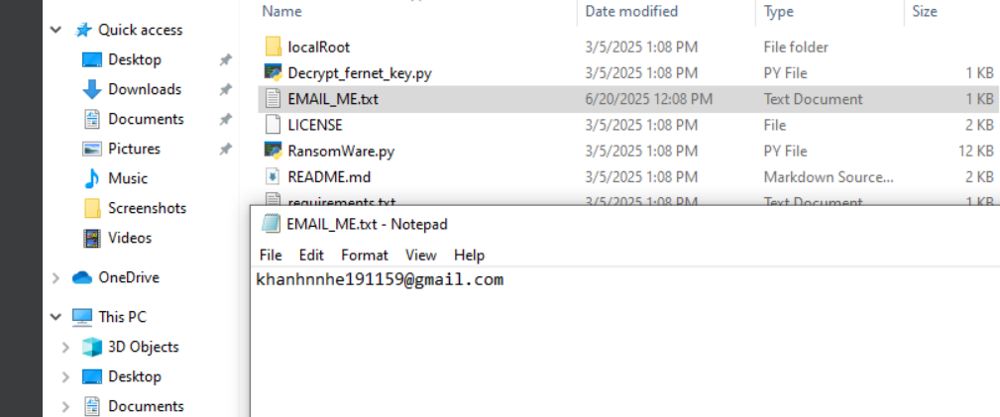 Name Date modified Type Size
Quick access
Desktop
Downloads
Documents
Pictures
Music
Screenshots
Videos
OneDrive
This PC
3D Objects
Desktop
Documents
localRoot 3/5/2025 1:08 PM File folder
Decrypt_fernet_key.py 3/5/2025 1:08 PM PY File 1 KB
EMAIL_ME.txt 6/20/2025 12:08 PM Text Document 1 KB
LICENSE 3/5/2025 1:08 PM File 2 KB
RansomWare.py 3/5/2025 1:08 PM PY File 12 KB
README.md 3/5/2025 1:08 PM Markdown Source... 2 KB
requirements.txt 3/5/2025 1:08 PM Text Document 1 KB
EMAIL_ME.txt - Notepad
File Edit Format View Help
khanhnnhe191159@gmail.com